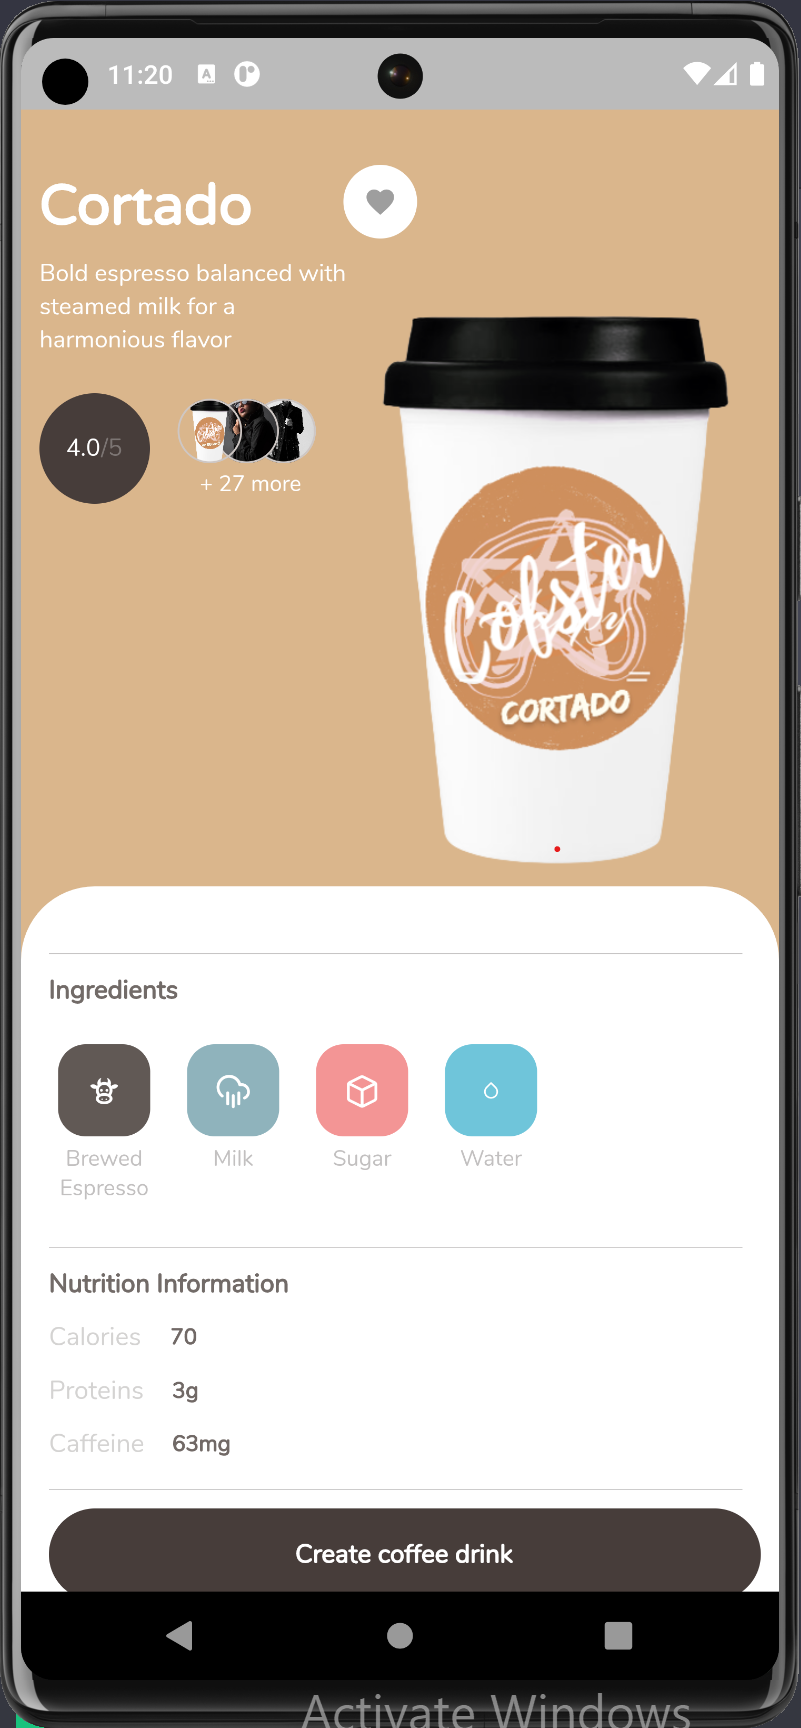 11:20
Cortado
Bold espresso balanced with
steamed milk for a
harmonious flavor
4.0/5
+ 27 more
Cofster
CORTADO
Ingredients
Brewed
Espresso
Milk
Sugar
Water
Nutrition Information
Calories 70
Proteins 3g
Caffeine 63mg
Create coffee drink
Activate Windows